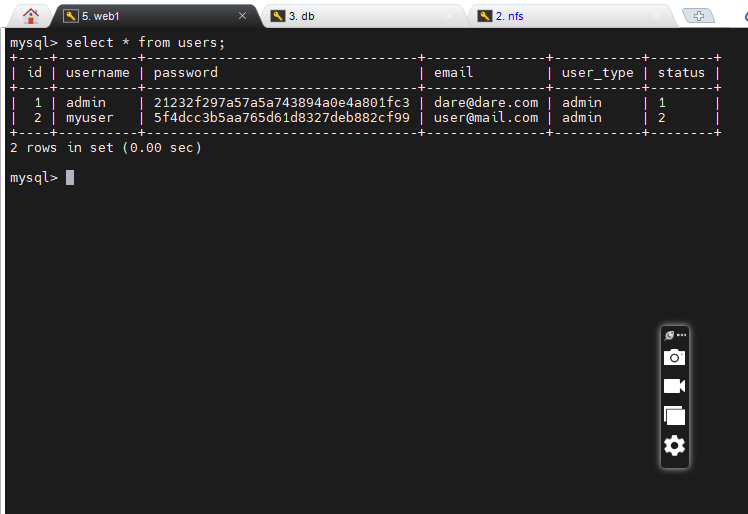 5. web1
3. db
2. nfs
mysql> select * from users;
+----+----------+----------------------------------+---------------+-----------+--------+
| id | username | password                         | email         | user_type | status |
+----+----------+----------------------------------+---------------+-----------+--------+
|  1 | admin    | 21232f297a57a5a743894a0e4a801fc3 | dare@dare.com | admin     | 1      |
|  2 | myuser   | 5f4dcc3b5aa765d61d8327deb882cf99 | user@mail.com | admin     | 2      |
+----+----------+----------------------------------+---------------+-----------+--------+
2 rows in set (0.00 sec)
mysql>